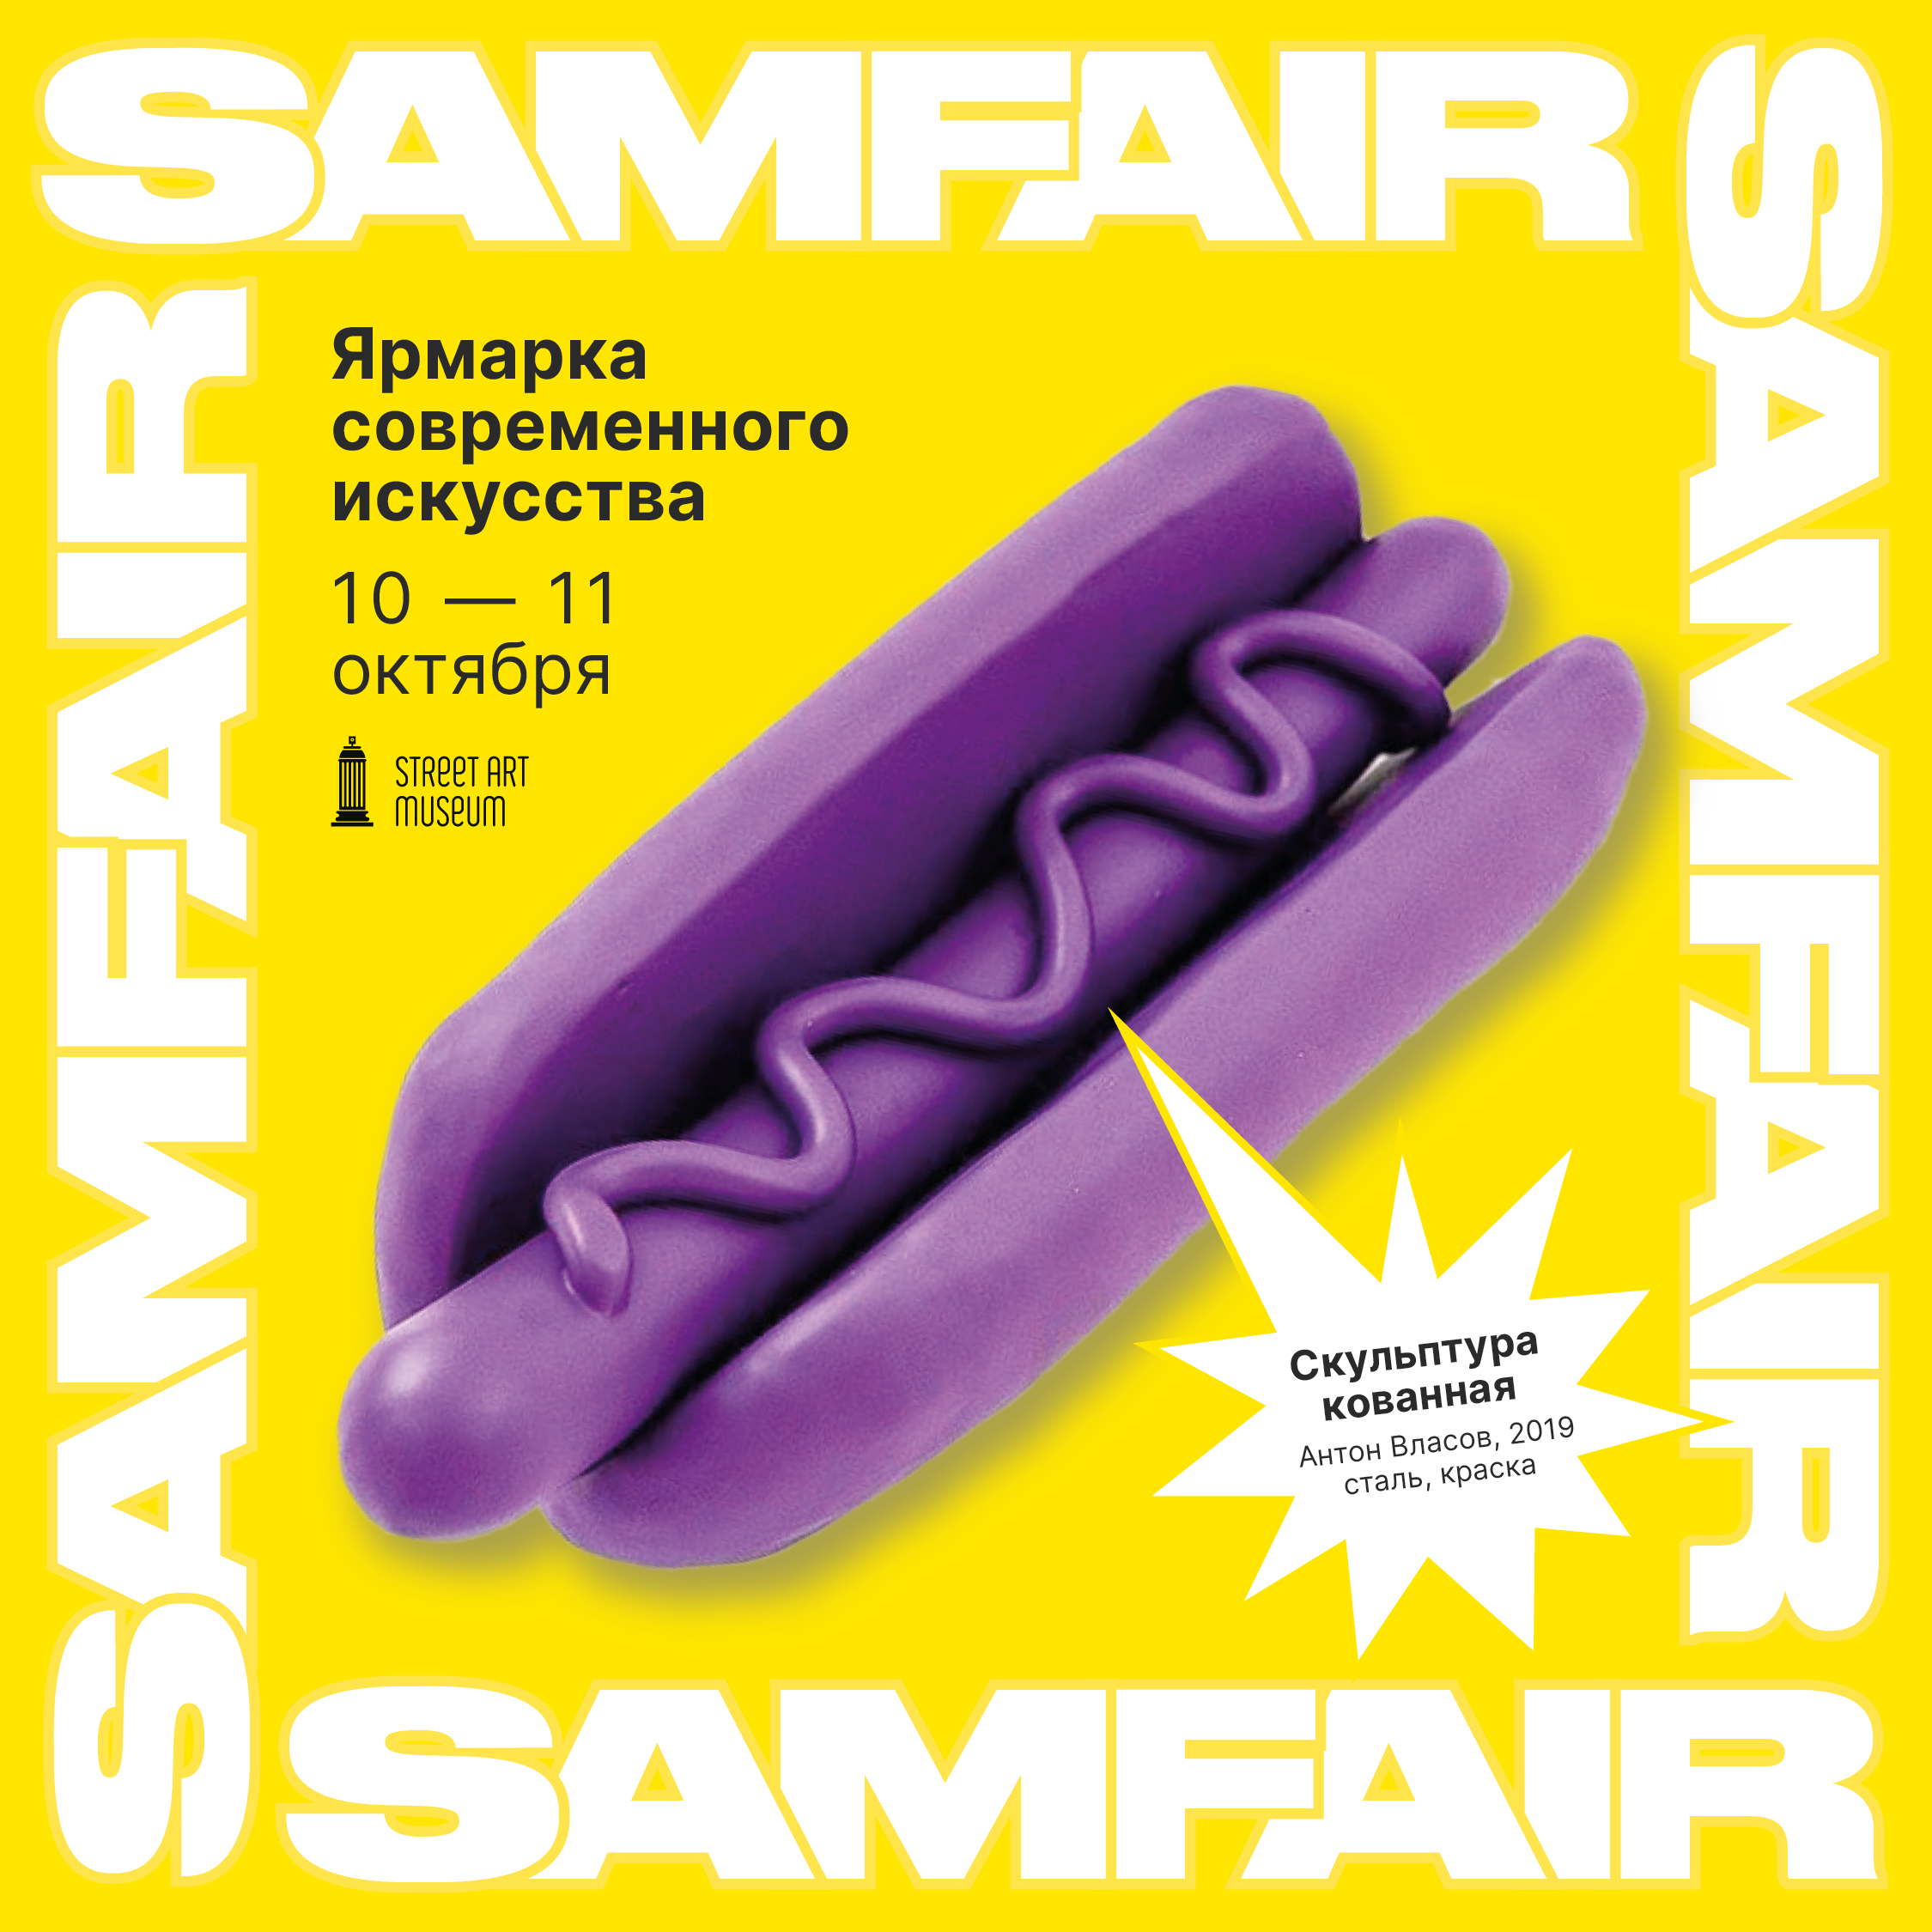 SAMFAIR
SAMFAIR
SAMFAIR
Ярмарка
современного
искусства
10 — 11
октября
STREET ART
MUSEUM
Скульптура
кованная
Антон Власов, 2019
сталь, краска
SAMFAIR